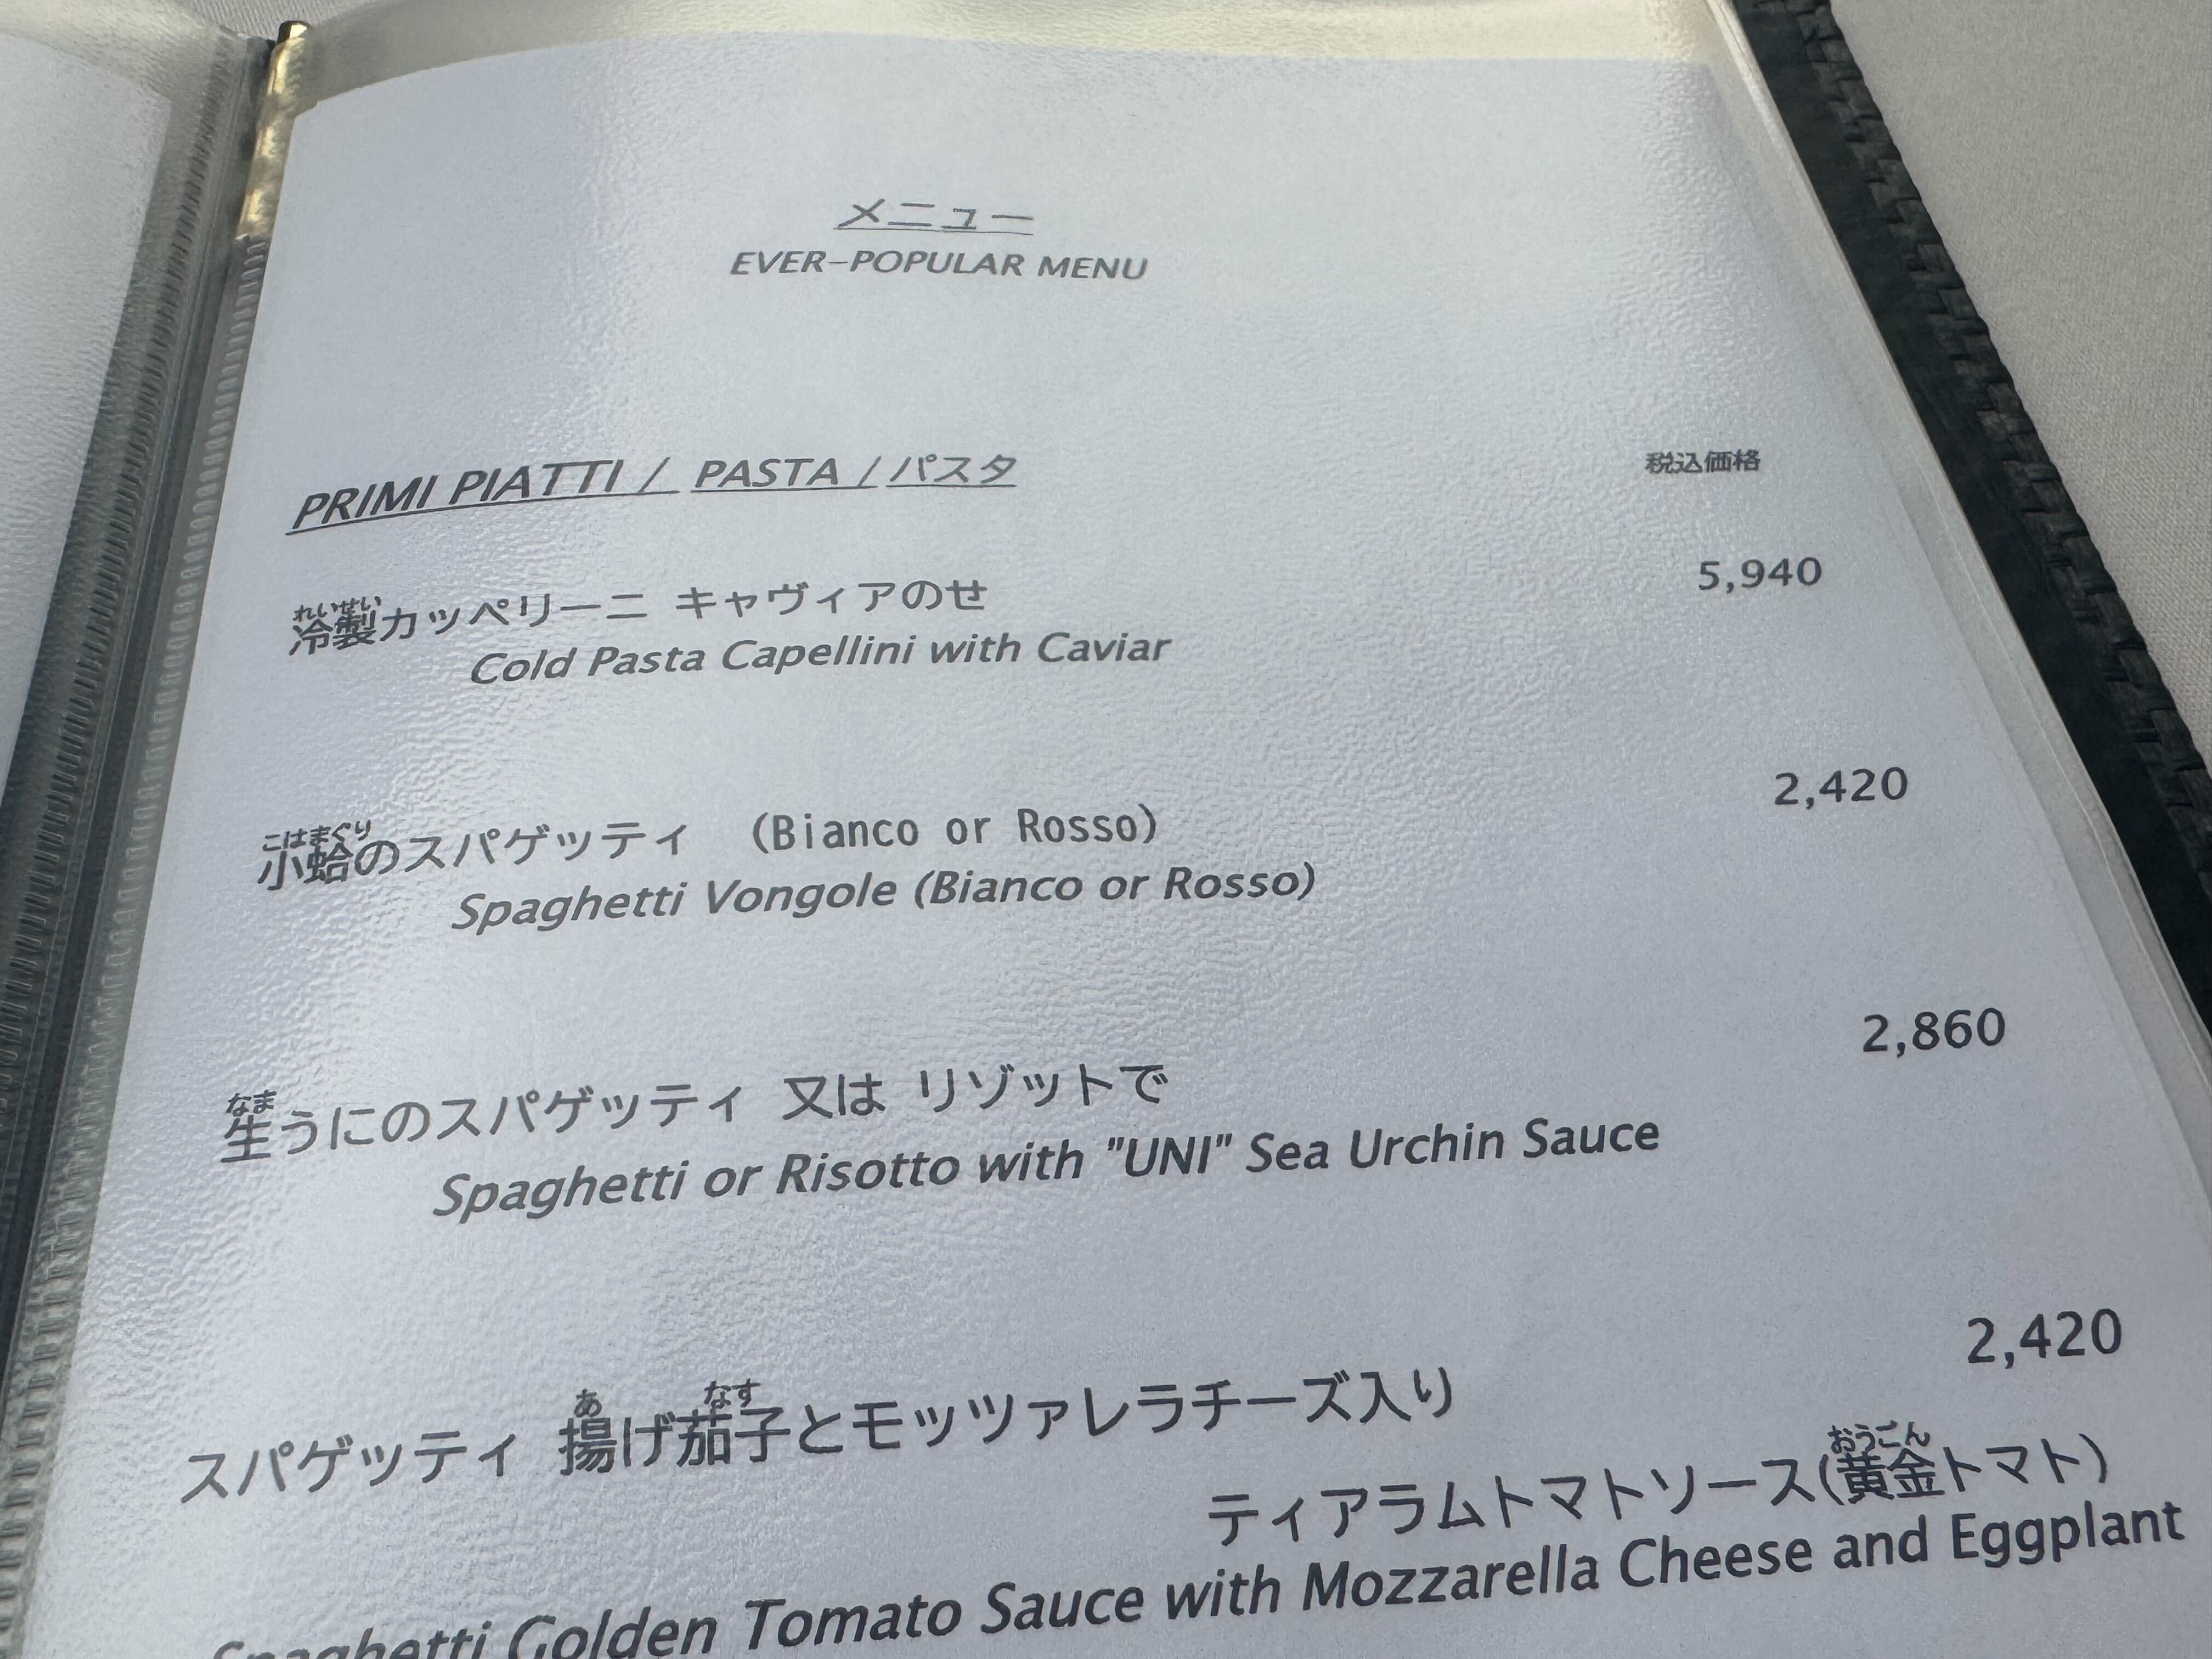 メニュー
EVER-POPULAR MENU
PRIMI PIATTI / PASTA / パスタ
税込価格
れいせい
冷製カッペリーニ キャヴィアのせ 5,940
Cold Pasta Capellini with Caviar
こはまぐり
小蛤のスパゲッティ (Bianco or Rosso) 2,420
Spaghetti Vongole (Bianco or Rosso)
なま
生うにのスパゲッティ 又は リゾットで 2,860
Spaghetti or Risotto with "UNI" Sea Urchin Sauce
あ なす
スパゲッティ 揚げ茄子とモッツァレラチーズ入り 2,420
おうごん
ティアラムトマトソース(黄金トマト)
Spaghetti Golden Tomato Sauce with Mozzarella Cheese and Eggplant